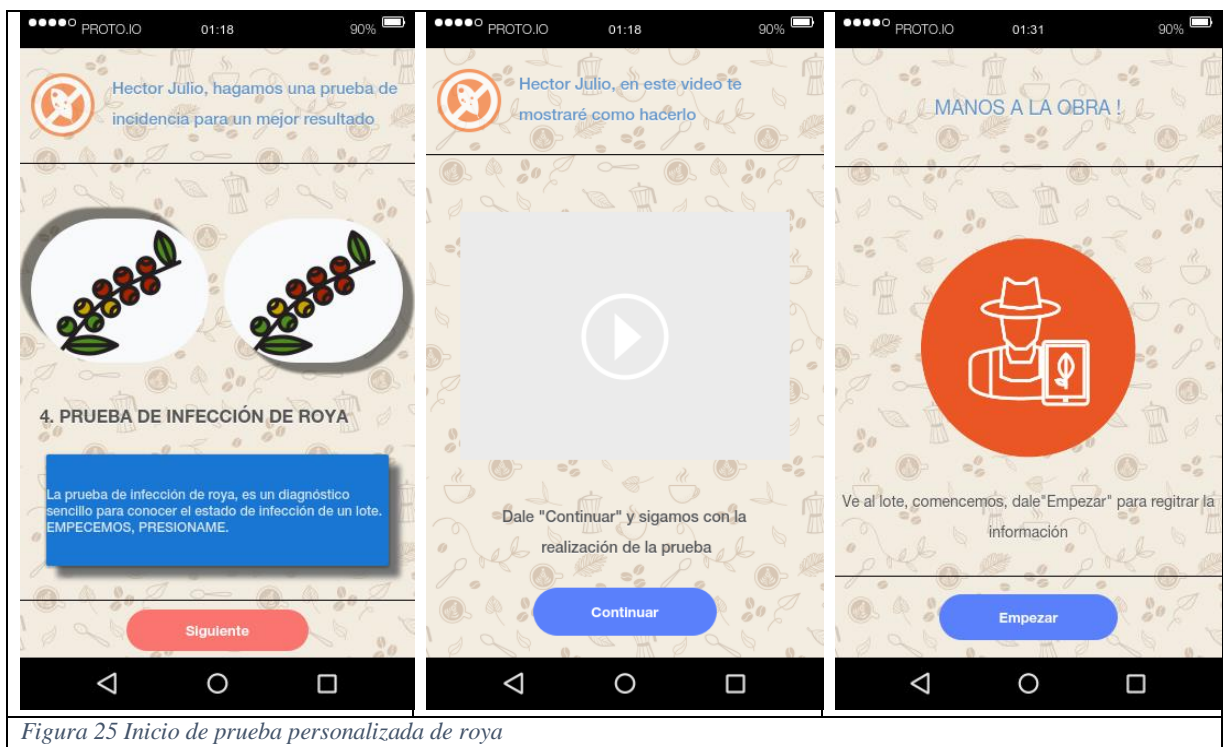 PROTO.IO 01:18 90%
Hector Julio, hagamos una prueba de
incidencia para un mejor resultado
4. PRUEBA DE INFECCIÓN DE ROYA
La prueba de infección de roya, es un diagnóstico
sencillo para conocer el estado de infección de un lote.
EMPECEMOS, PRESIONAME.
Siguiente
PROTO.IO 01:18 90%
Hector Julio, en este video te
mostraré como hacerlo
Dale "Continuar" y sigamos con la
realización de la prueba
Continuar
PROTO.IO 01:31 90%
MANOS A LA OBRA !
Ve al lote, comencemos, dale"Empezar" para regitrar la
información
Empezar
Figura 25 Inicio de prueba personalizada de roya